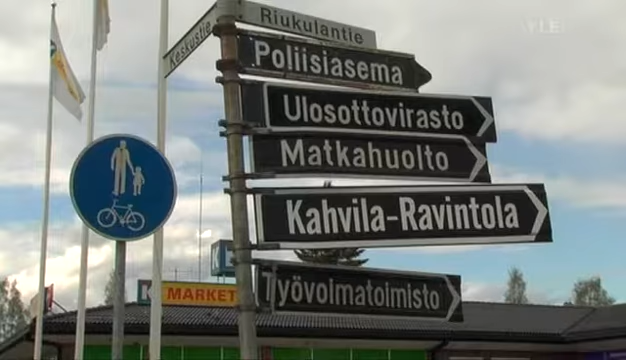 YLE
Riukulantie
Keskustie
Poliisiasema
Ulosottovirasto
Matkahuolto
Kahvila-Ravintola
Työvoimatoimisto
K MARKET